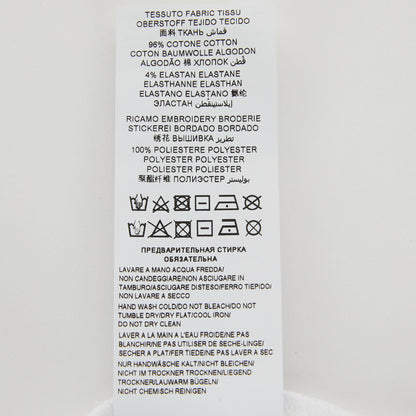 TESSUTO FABRIC TISSU
OBERSTOFF TEJIDO TECIDO
面料 ТКАНЬ قماش
96% COTONE COTTON
COTON BAUMWOLLE ALGODON
ALGODÃO 棉 ХЛОПОК قُطن
4% ELASTAN ELASTANE
ELASTHANNE ELASTHAN
ELASTANO ELASTANO 氨纶
ЭЛАСТАН إيلاستينقُطن
RICAMO EMBROIDERY BRODERIE
STICKEREI BORDADO BORDADO
绣花 ВЫШИВКА تطريز
100% POLIESTERE POLYESTER
POLYESTER POLYESTER
POLIESTER POLIESTER
聚酯纤维 ПОЛИЭСТЕР بوليستر
ПРЕДВАРИТЕЛЬНАЯ СТИРКА
ОБЯЗАТЕЛЬНА
LAVARE A MANO ACQUA FREDDA/
NON CANDEGGIARE/NON ASCIUGARE IN
TAMBURO/ASCIUGARE DISTESO/FERRO TIEPIDO/
NON LAVARE A SECCO
HAND WASH COLD/DO NOT BLEACH/DO NOT
TUMBLE DRY/DRY FLAT/COOL IRON/
DO NOT DRY CLEAN
LAVER A LA MAIN A L'EAU FROIDE/NE PAS
BLANCHIR/NE PAS UTILISER DE SECHE-LINGE/
SECHER A PLAT/FER TIEDE/NE PAS LAVER A SEC
NUR HANDWÄSCHE KALT/NICHT BLEICHEN/
NICHT IM TROCKNER TROCKNEN/LIEGEND
TROCKNEN/LAUWARM BÜGELN/
NICHT CHEMISCH REINIGEN